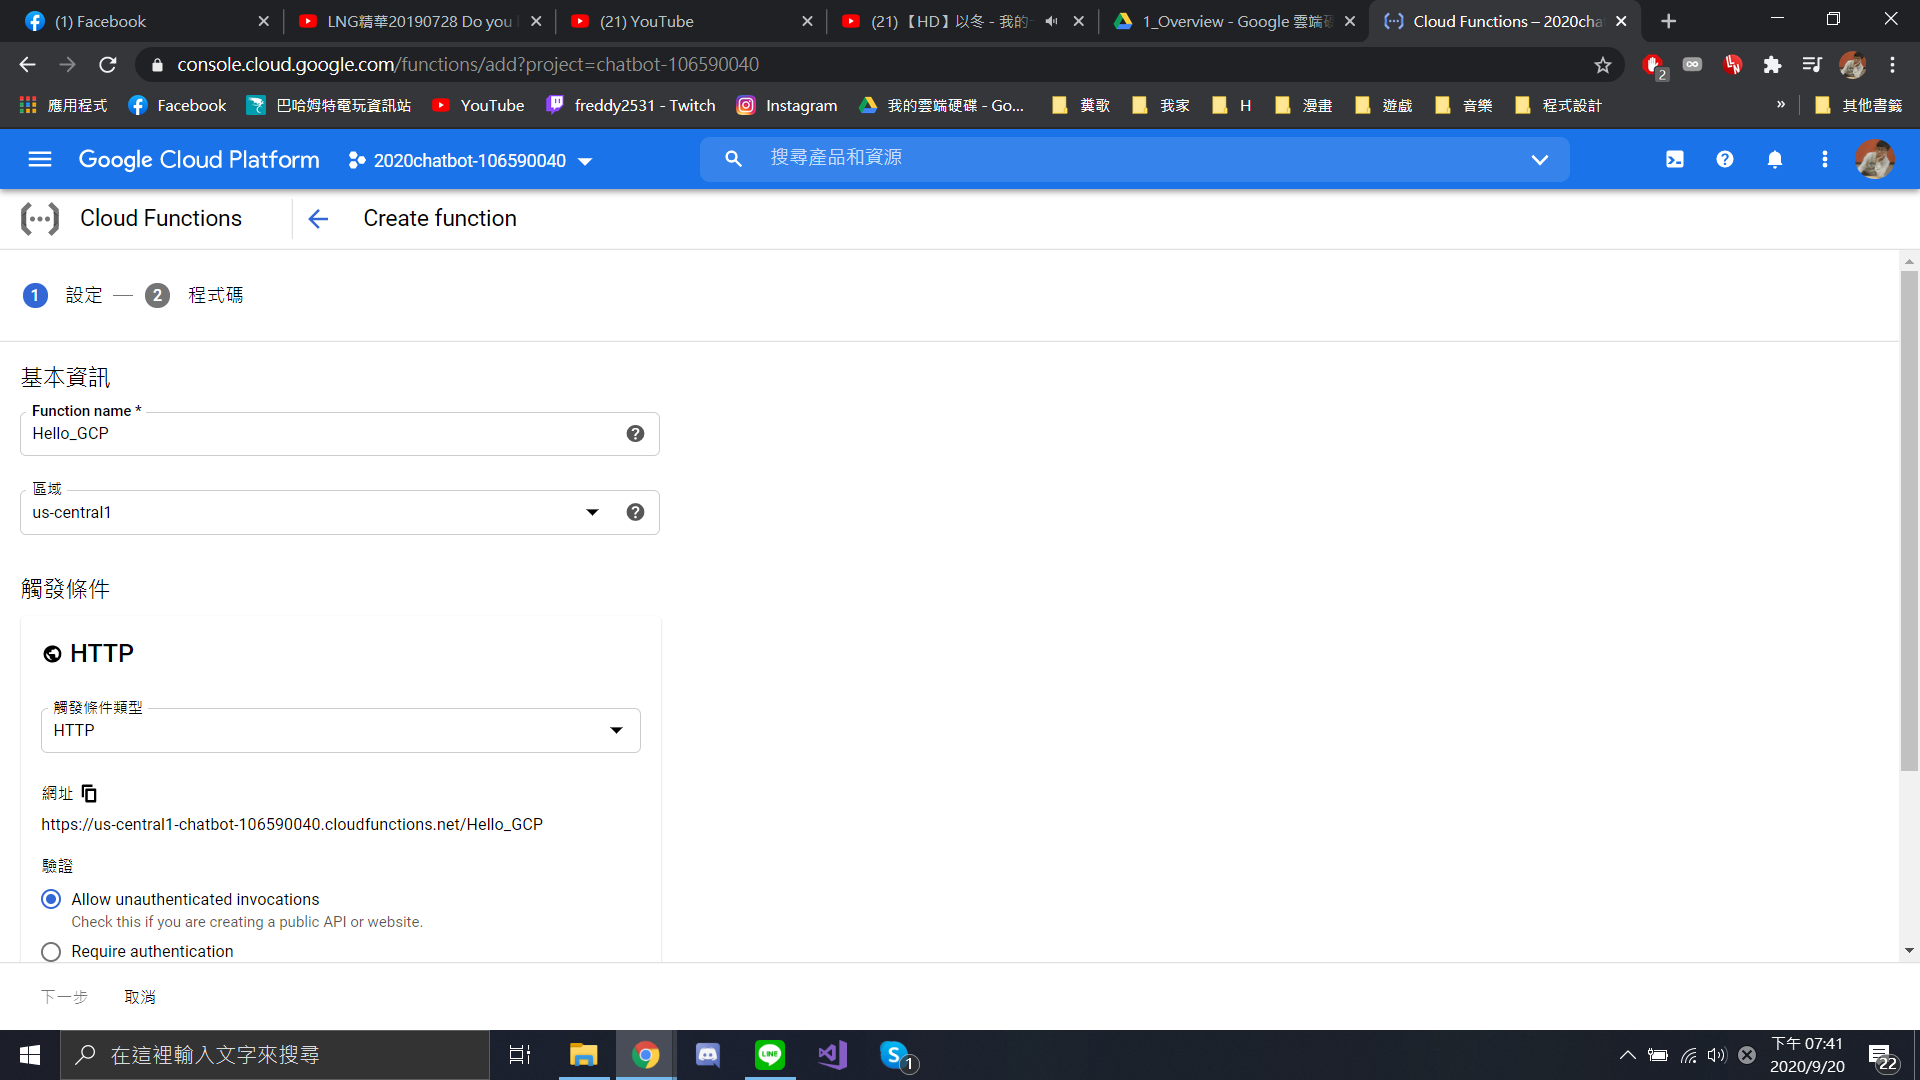 (1) Facebook
LNG精華20190728 Do you
(21) YouTube
(21) 【HD】以冬 - 我的
1_Overview - Google 雲端硬
Cloud Functions – 2020cha
console.cloud.google.com/functions/add?project=chatbot-106590040
2
應用程式
Facebook
巴哈姆特電玩資訊站
YouTube
freddy2531 - Twitch
Instagram
我的雲端硬碟 - Go...
糞歌
我家
H
漫畫
遊戲
音樂
程式設計
»
其他書籤
Google Cloud Platform
2020chatbot-106590040
搜尋產品和資源
Cloud Functions
Create function
1 設定 — 2 程式碼
基本資訊
Function name *
Hello_GCP
區域
us-central1
觸發條件
HTTP
觸發條件類型
HTTP
網址
https://us-central1-chatbot-106590040.cloudfunctions.net/Hello_GCP
驗證
Allow unauthenticated invocations
Check this if you are creating a public API or website.
Require authentication
下一步
取消
在這裡輸入文字來搜尋
LINE
S
1
下午 07:41
2020/9/20
22